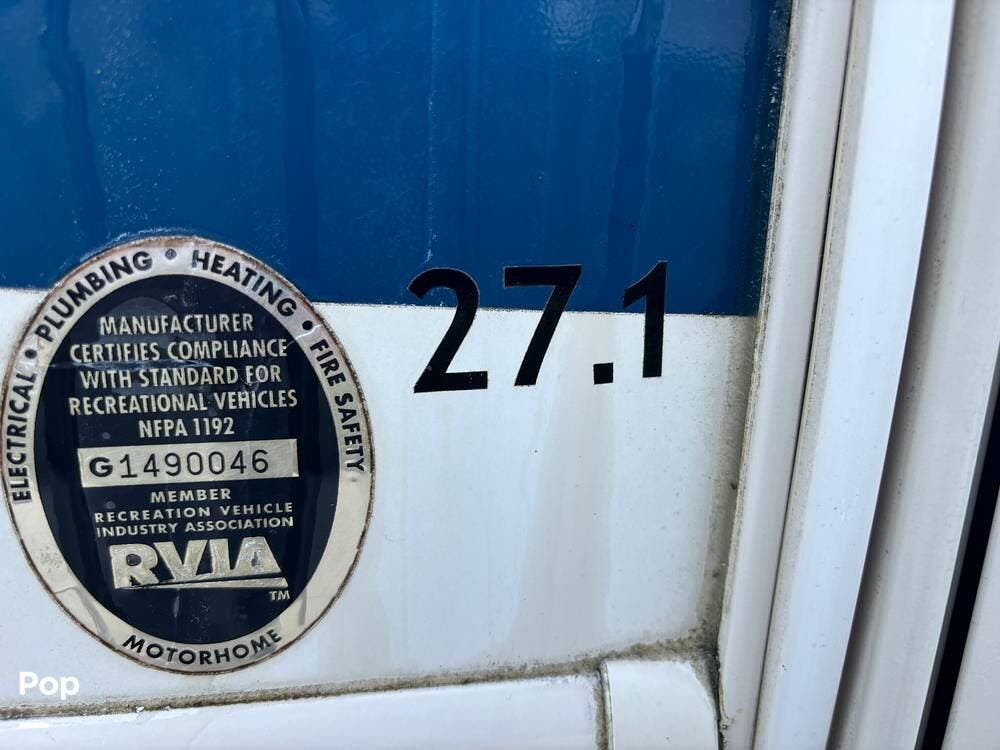 ELECTRICAL • PLUMBING • HEATING • FIRE SAFETY
MANUFACTURER
CERTIFIES COMPLIANCE
WITH STANDARD FOR
RECREATIONAL VEHICLES
NFPA 1192
G1490046
MEMBER
RECREATION VEHICLE
INDUSTRY ASSOCIATION
RVIA
TM
MOTORHOME
27.1
Pop